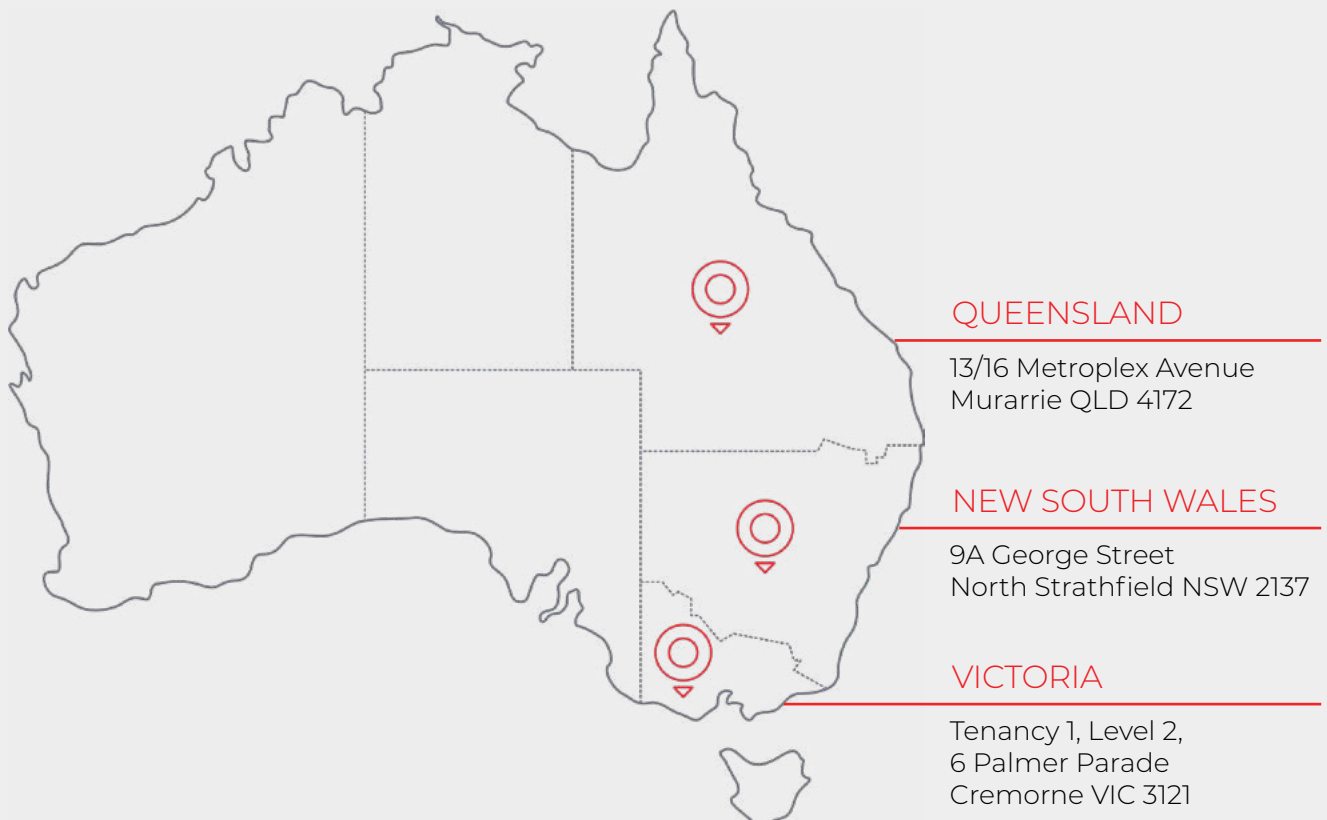 QUEENSLAND
13/16 Metroplex Avenue
Murarrie QLD 4172
NEW SOUTH WALES
9A George Street
North Strathfield NSW 2137
VICTORIA
Tenancy 1, Level 2,
6 Palmer Parade
Cremorne VIC 3121